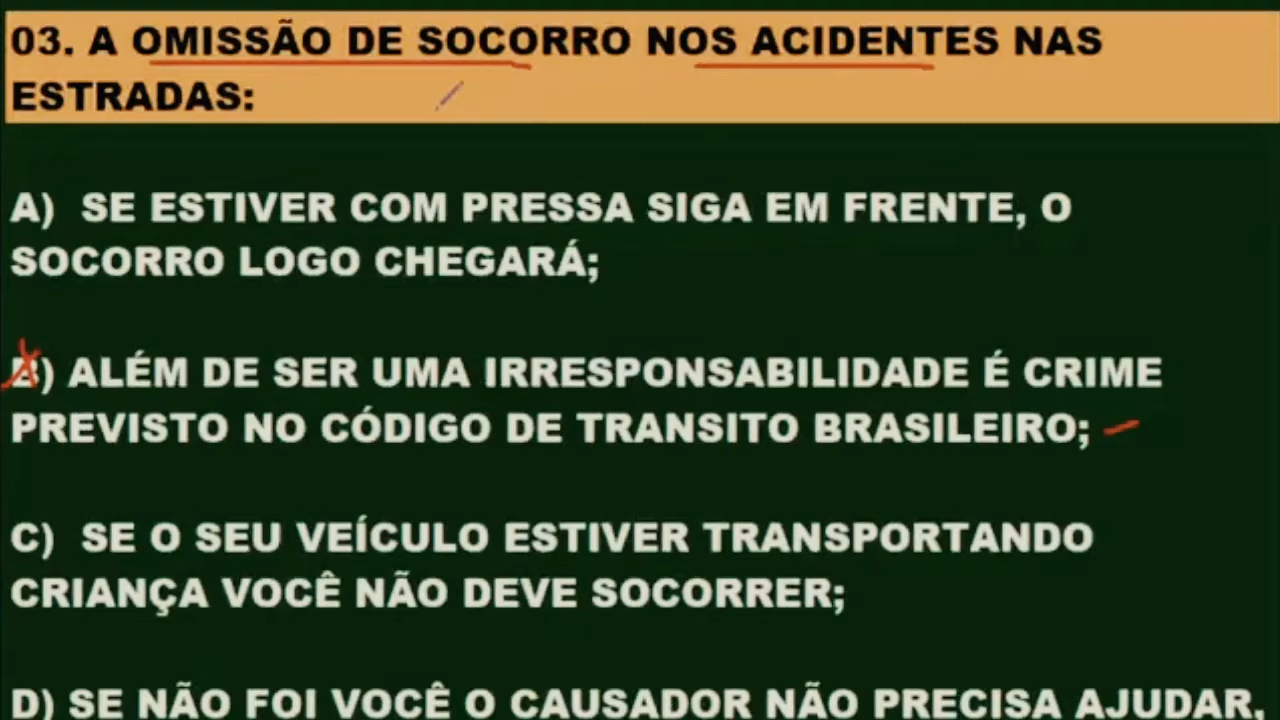 03. A OMISSÃO DE SOCORRO NOS ACIDENTES NAS
ESTRADAS:
A) SE ESTIVER COM PRESSA SIGA EM FRENTE, O
SOCORRO LOGO CHEGARÁ;
B) ALÉM DE SER UMA IRRESPONSABILIDADE É CRIME
PREVISTO NO CÓDIGO DE TRANSITO BRASILEIRO;
C) SE O SEU VEÍCULO ESTIVER TRANSPORTANDO
CRIANÇA VOCÊ NÃO DEVE SOCORRER;
D) SE NÃO FOI VOCÊ O CAUSADOR NÃO PRECISA AJUDAR.